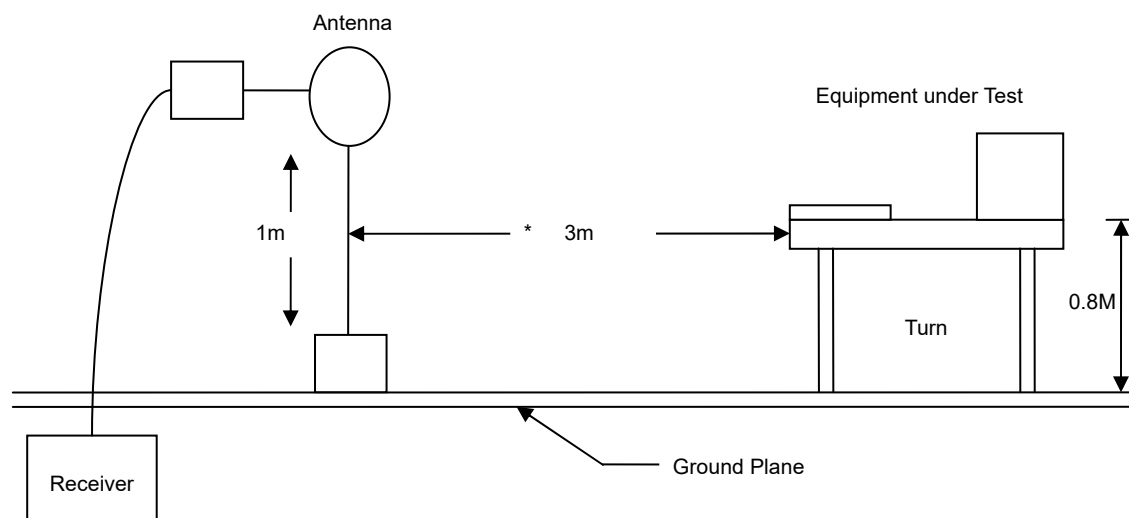 Antenna
Equipment under Test
1m
* 3m
0.8M
Turn
Ground Plane
Receiver